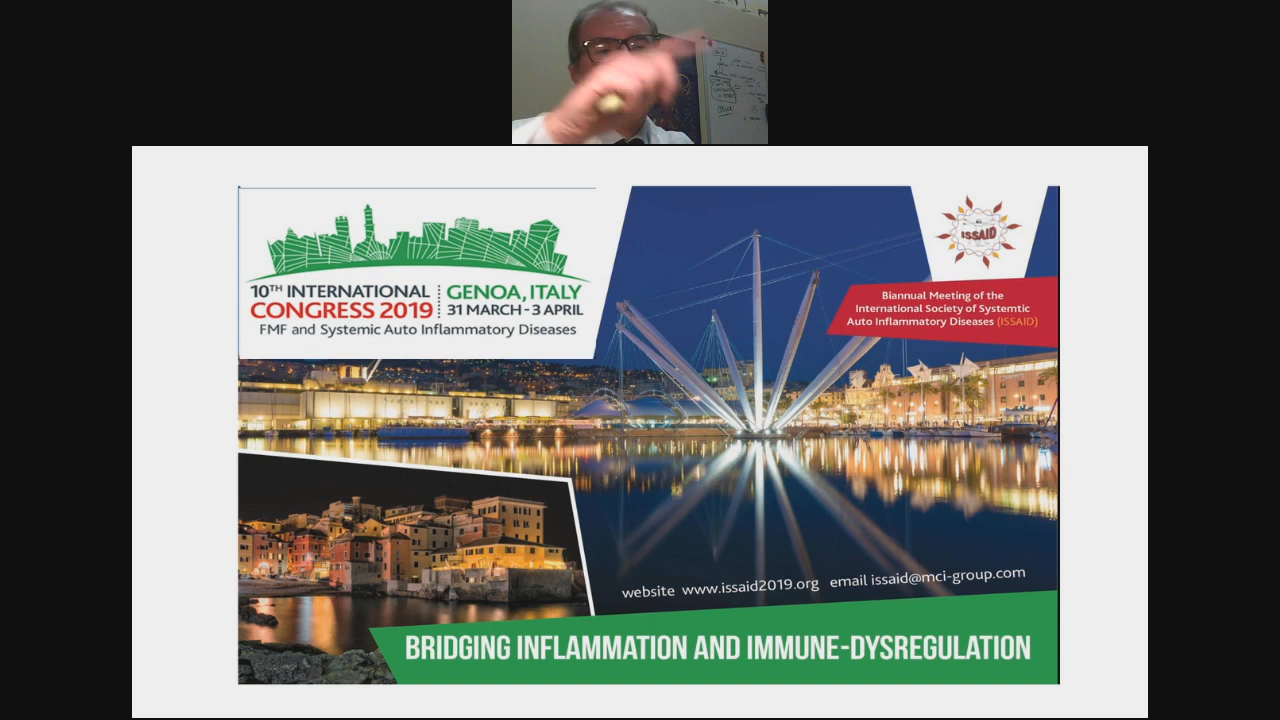 10TH INTERNATIONAL
CONGRESS 2019
GENOA, ITALY
31 MARCH - 3 APRIL
FMF and Systemic Auto Inflammatory Diseases
ISSAID
Biannual Meeting of the
International Society of Systemtic
Auto Inflammatory Diseases (ISSAID)
website www.issaid2019.org email issaid@mci-group.com
BRIDGING INFLAMMATION AND IMMUNE-DYSREGULATION